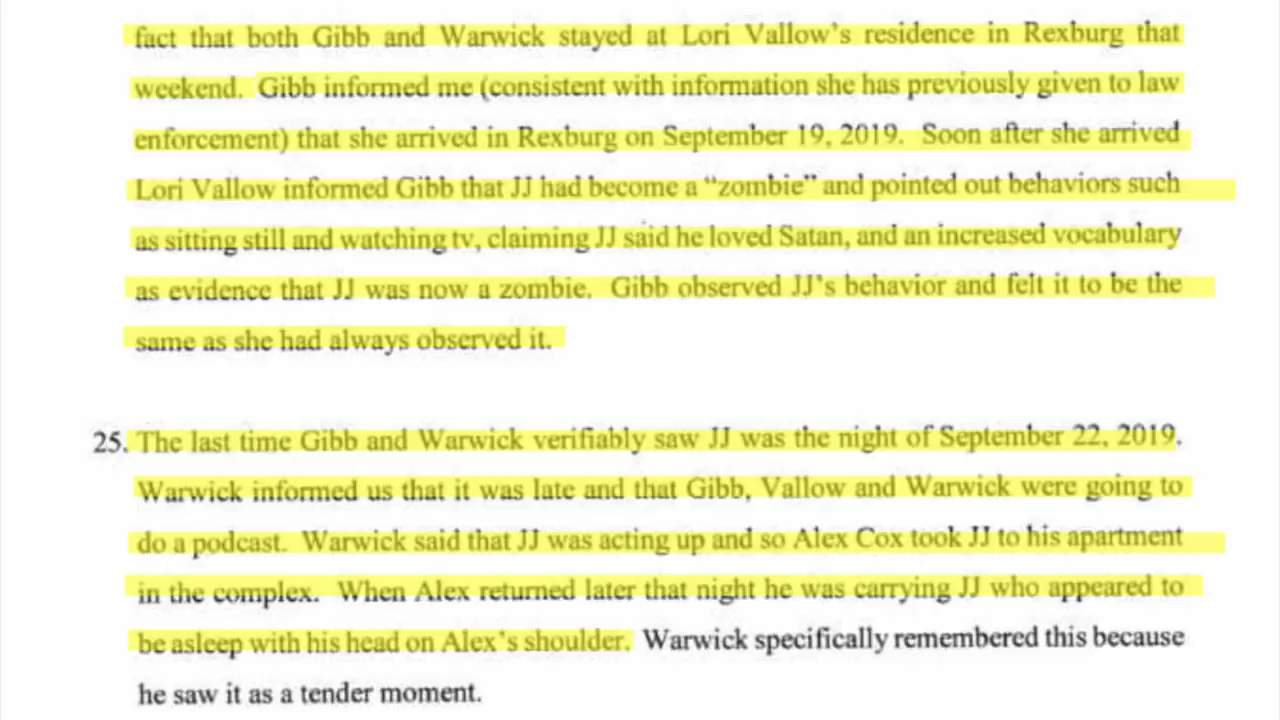 fact that both Gibb and Warwick stayed at Lori Vallow's residence in Rexburg that
weekend. Gibb informed me (consistent with information she has previously given to law
enforcement) that she arrived in Rexburg on September 19, 2019. Soon after she arrived
Lori Vallow informed Gibb that JJ had become a “zombie” and pointed out behaviors such
as sitting still and watching tv, claiming JJ said he loved Satan, and an increased vocabulary
as evidence that JJ was now a zombie. Gibb observed JJ's behavior and felt it to be the
same as she had always observed it.
25. The last time Gibb and Warwick verifiably saw JJ was the night of September 22, 2019.
Warwick informed us that it was late and that Gibb, Vallow and Warwick were going to
do a podcast. Warwick said that JJ was acting up and so Alex Cox took JJ to his apartment
in the complex. When Alex returned later that night he was carrying JJ who appeared to
be asleep with his head on Alex's shoulder. Warwick specifically remembered this because
he saw it as a tender moment.